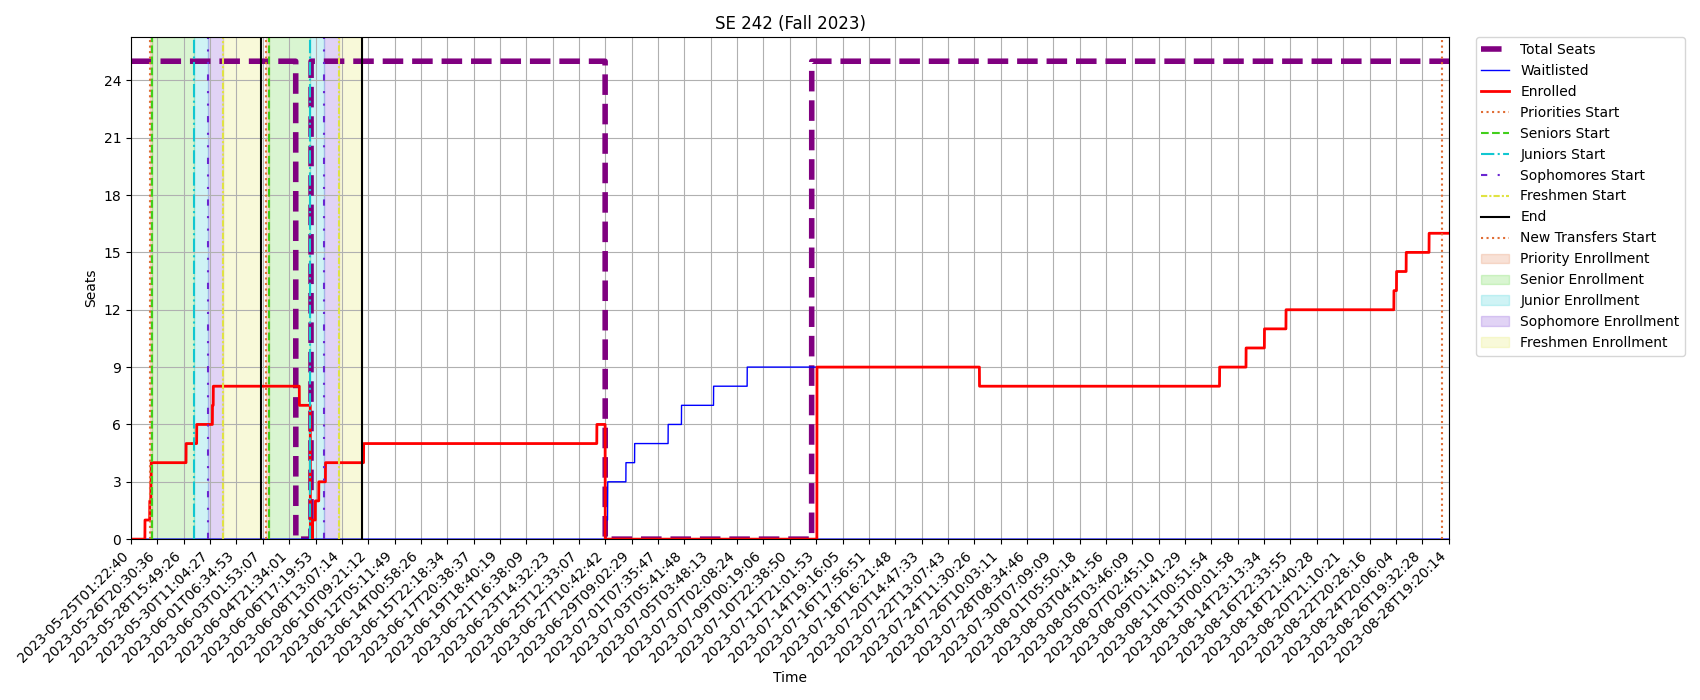 SE 242 (Fall 2023)
Seats
24
21
18
15
12
9
6
3
0
2023-05-25T01:22:40
2023-05-26T20:30:36
2023-05-28T15:49:26
2023-05-30T11:04:27
2023-06-01T06:34:53
2023-06-03T01:53:07
2023-06-04T21:34:01
2023-06-06T17:19:53
2023-06-08T13:07:14
2023-06-10T09:21:12
2023-06-12T05:11:49
2023-06-14T00:58:26
2023-06-15T22:18:34
2023-06-17T20:38:37
2023-06-19T18:40:19
2023-06-21T16:38:09
2023-06-23T14:32:23
2023-06-25T12:33:07
2023-06-27T10:42:42
2023-06-29T09:02:29
2023-07-01T07:35:47
2023-07-03T05:41:48
2023-07-05T03:48:13
2023-07-07T02:08:24
2023-07-09T00:19:06
2023-07-10T22:38:50
2023-07-12T21:01:53
2023-07-14T19:16:05
2023-07-16T17:56:51
2023-07-18T16:21:48
2023-07-20T14:47:33
2023-07-22T13:07:43
2023-07-24T11:30:26
2023-07-26T10:03:11
2023-07-28T08:34:46
2023-07-30T07:09:09
2023-08-01T05:50:18
2023-08-03T04:41:56
2023-08-05T03:46:09
2023-08-07T02:45:10
2023-08-09T01:41:29
2023-08-11T00:51:54
2023-08-13T00:01:58
2023-08-14T23:13:34
2023-08-16T22:33:55
2023-08-18T21:40:28
2023-08-20T21:10:21
2023-08-22T20:28:16
2023-08-24T20:06:04
2023-08-26T19:32:28
2023-08-28T19:20:14
Time
Total Seats
Waitlisted
Enrolled
Priorities Start
Seniors Start
Juniors Start
Sophomores Start
Freshmen Start
End
New Transfers Start
Priority Enrollment
Senior Enrollment
Junior Enrollment
Sophomore Enrollment
Freshmen Enrollment